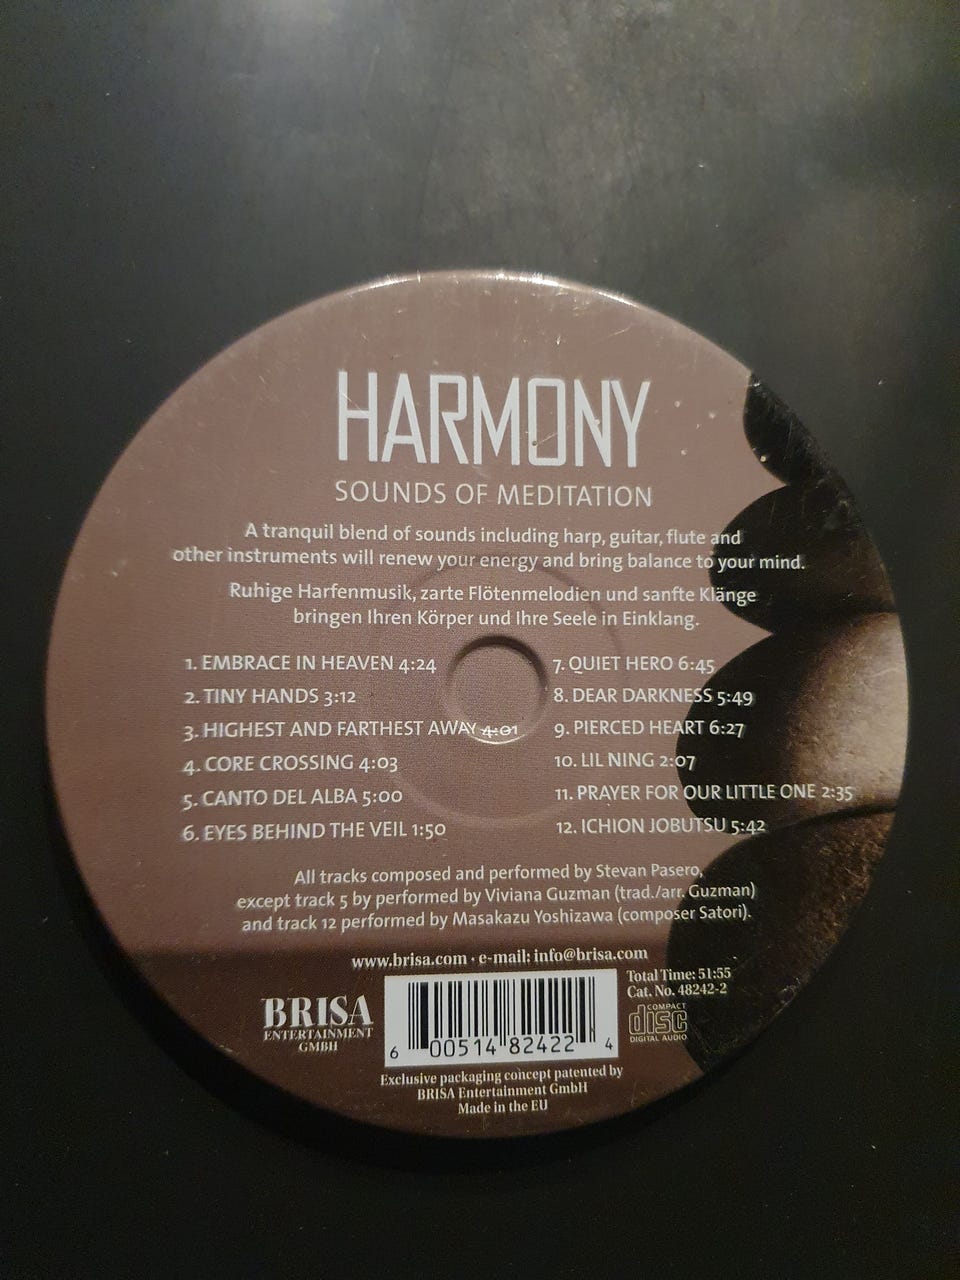 HARMONY
SOUNDS OF MEDITATION
A tranquil blend of sounds including harp, guitar, flute and
other instruments will renew your energy and bring balance to your mind.
Ruhige Harfenmusik, zarte Flötenmelodien und sanfte Klänge
bringen Ihren Körper und Ihre Seele in Einklang.
1. EMBRACE IN HEAVEN 4:24
2. TINY HANDS 3:12
3. HIGHEST AND FARTHEST AWAY 4:01
4. CORE CROSSING 4:03
5. CANTO DEL ALBA 5:00
6. EYES BEHIND THE VEIL 1:50
7. QUIET HERO 6:45
8. DEAR DARKNESS 5:49
9. PIERCED HEART 6:27
10. LIL NING 2:07
11. PRAYER FOR OUR LITTLE ONE 2:35
12. ICHION JOBUTSU 5:42
All tracks composed and performed by Stevan Pasero,
except track 5 by performed by Viviana Guzman (trad./arr. Guzman)
and track 12 performed by Masakazu Yoshizawa (composer Satori).
www.brisa.com · e-mail: info@brisa.com
BRISA
ENTERTAINMENT
GMBH
6 00514 82422 4
Total Time: 51:55
Cat. No. 48242-2
COMPACT
disc
DIGITAL AUDIO
Exclusive packaging concept patented by
BRISA Entertainment GmbH
Made in the EU